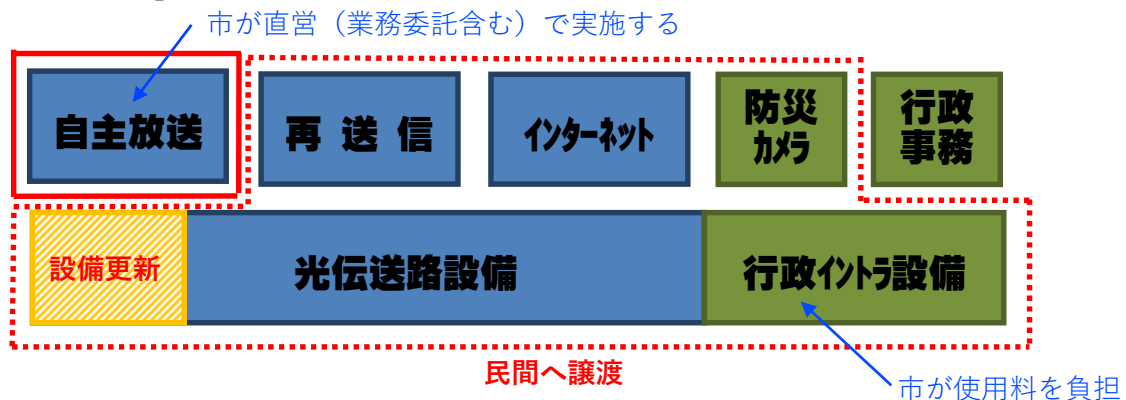 市が直営（業務委託含む）で実施する
自主放送
再送信
インターネット
防災
カメラ
行政
事務
設備更新
光伝送路設備
行政イントラ設備
民間へ譲渡
市が使用料を負担